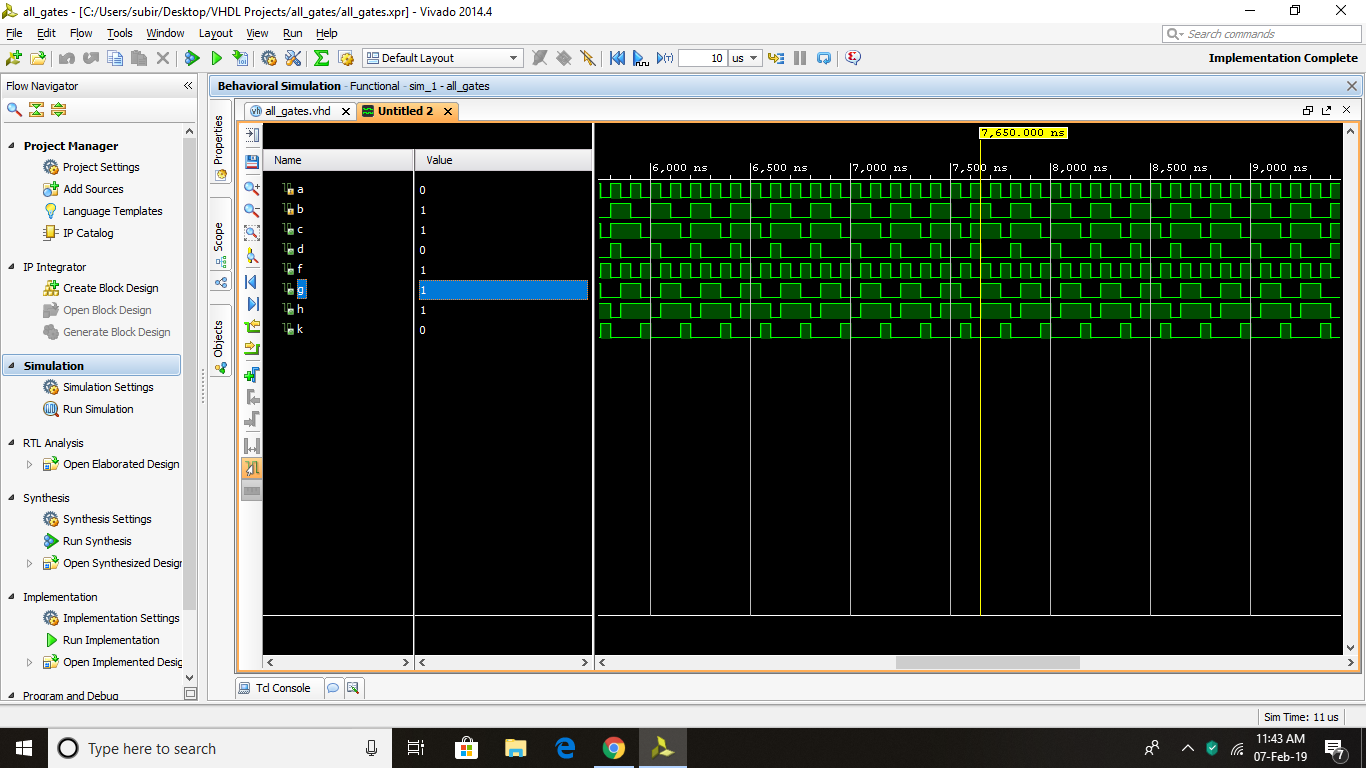 all_gates - [C:/Users/subir/Desktop/VHDL Projects/all_gates/all_gates.xpr] - Vivado 2014.4
File Edit Flow Tools Window Layout View Run Help
Search commands
Default Layout
10 us
Implementation Complete
Flow Navigator
Behavioral Simulation - Functional - sim_1 - all_gates
all_gates.vhd
Untitled 2
Project Manager
Project Settings
Add Sources
Language Templates
IP Catalog
IP Integrator
Create Block Design
Open Block Design
Generate Block Design
Simulation
Simulation Settings
Run Simulation
RTL Analysis
Open Elaborated Design
Synthesis
Synthesis Settings
Run Synthesis
Open Synthesized Desigr
Implementation
Implementation Settings
Run Implementation
Open Implemented Desig
Program and Debug
Properties
Scope
Objects
Name Value
a 0
b 1
c 1
d 0
f 1
g 1
h 1
k 0
7,650.000 ns
6,000 ns 6,500 ns 7,000 ns 7,500 ns 8,000 ns 8,500 ns 9,000 ns
Tcl Console
Sim Time: 11 us
Type here to search
11:43 AM
07-Feb-19
7